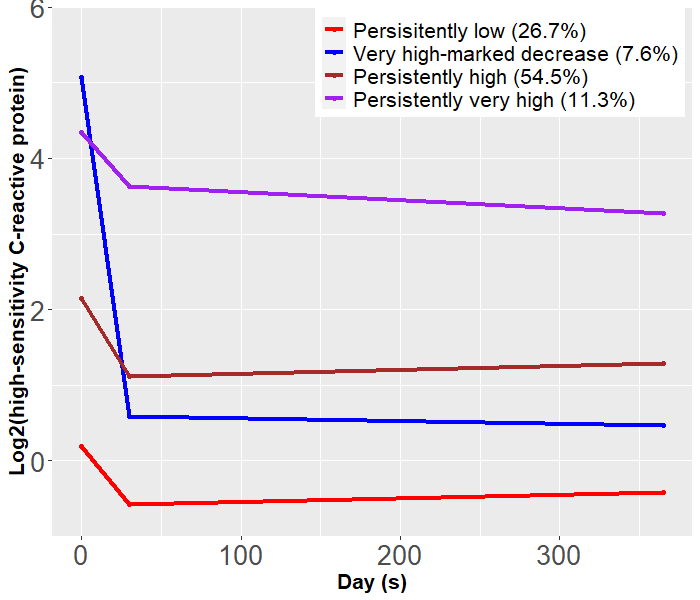 6
4
2
0
Log2(high-sensitivity C-reactive protein)
Persisitently low (26.7%)
Very high-marked decrease (7.6%)
Persistently high (54.5%)
Persistently very high (11.3%)
0 100 200 300
Day (s)